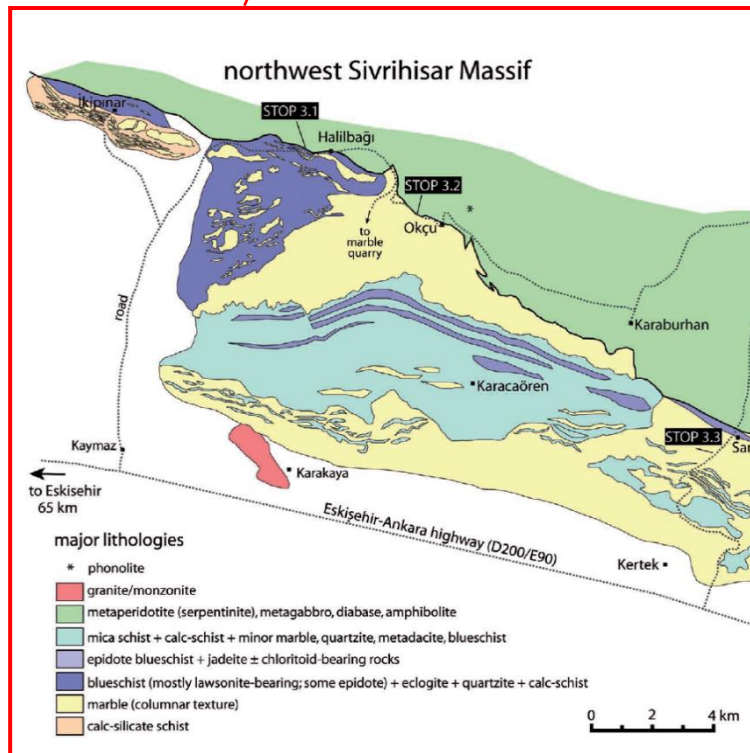 northwest Sivrihisar Massif
İkipınar
STOP 3.1
Halilbağı
STOP 3.2
Okçu
*
to
marble
quarry
road
Karaburhan
Karacaören
STOP 3.3
Sar
Kaymaz
Karakaya
to Eskisehir
65 km
Eskişehir-Ankara highway (D200/E90)
Kertek
major lithologies
* phonolite
granite/monzonite
metaperidotite (serpentinite), metagabbro, diabase, amphibolite
mica schist + calc-schist + minor marble, quartzite, metadacite, blueschist
epidote blueschist + jadeite ± chloritoid-bearing rocks
blueschist (mostly lawsonite-bearing; some epidote) + eclogite + quartzite + calc-schist
marble (columnar texture)
calc-silicate schist
0 2 4 km